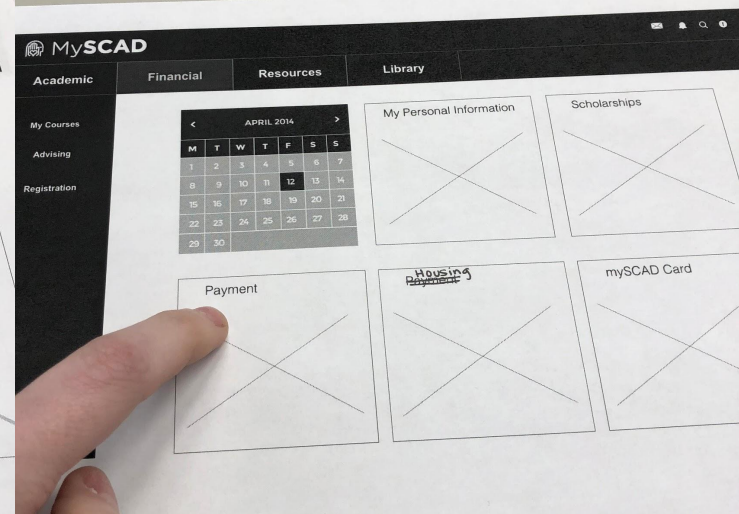 MySCAD
Academic Financial Resources Library
My Courses
Advising
Registration
< APRIL 2014 >
M T W T F S S
1 2 3 4 5 6 7
8 9 10 11 12 13 14
15 16 17 18 19 20 21
22 23 24 25 26 27 28
29 30
My Personal Information
Scholarships
Payment
Housing
Payment
mySCAD Card